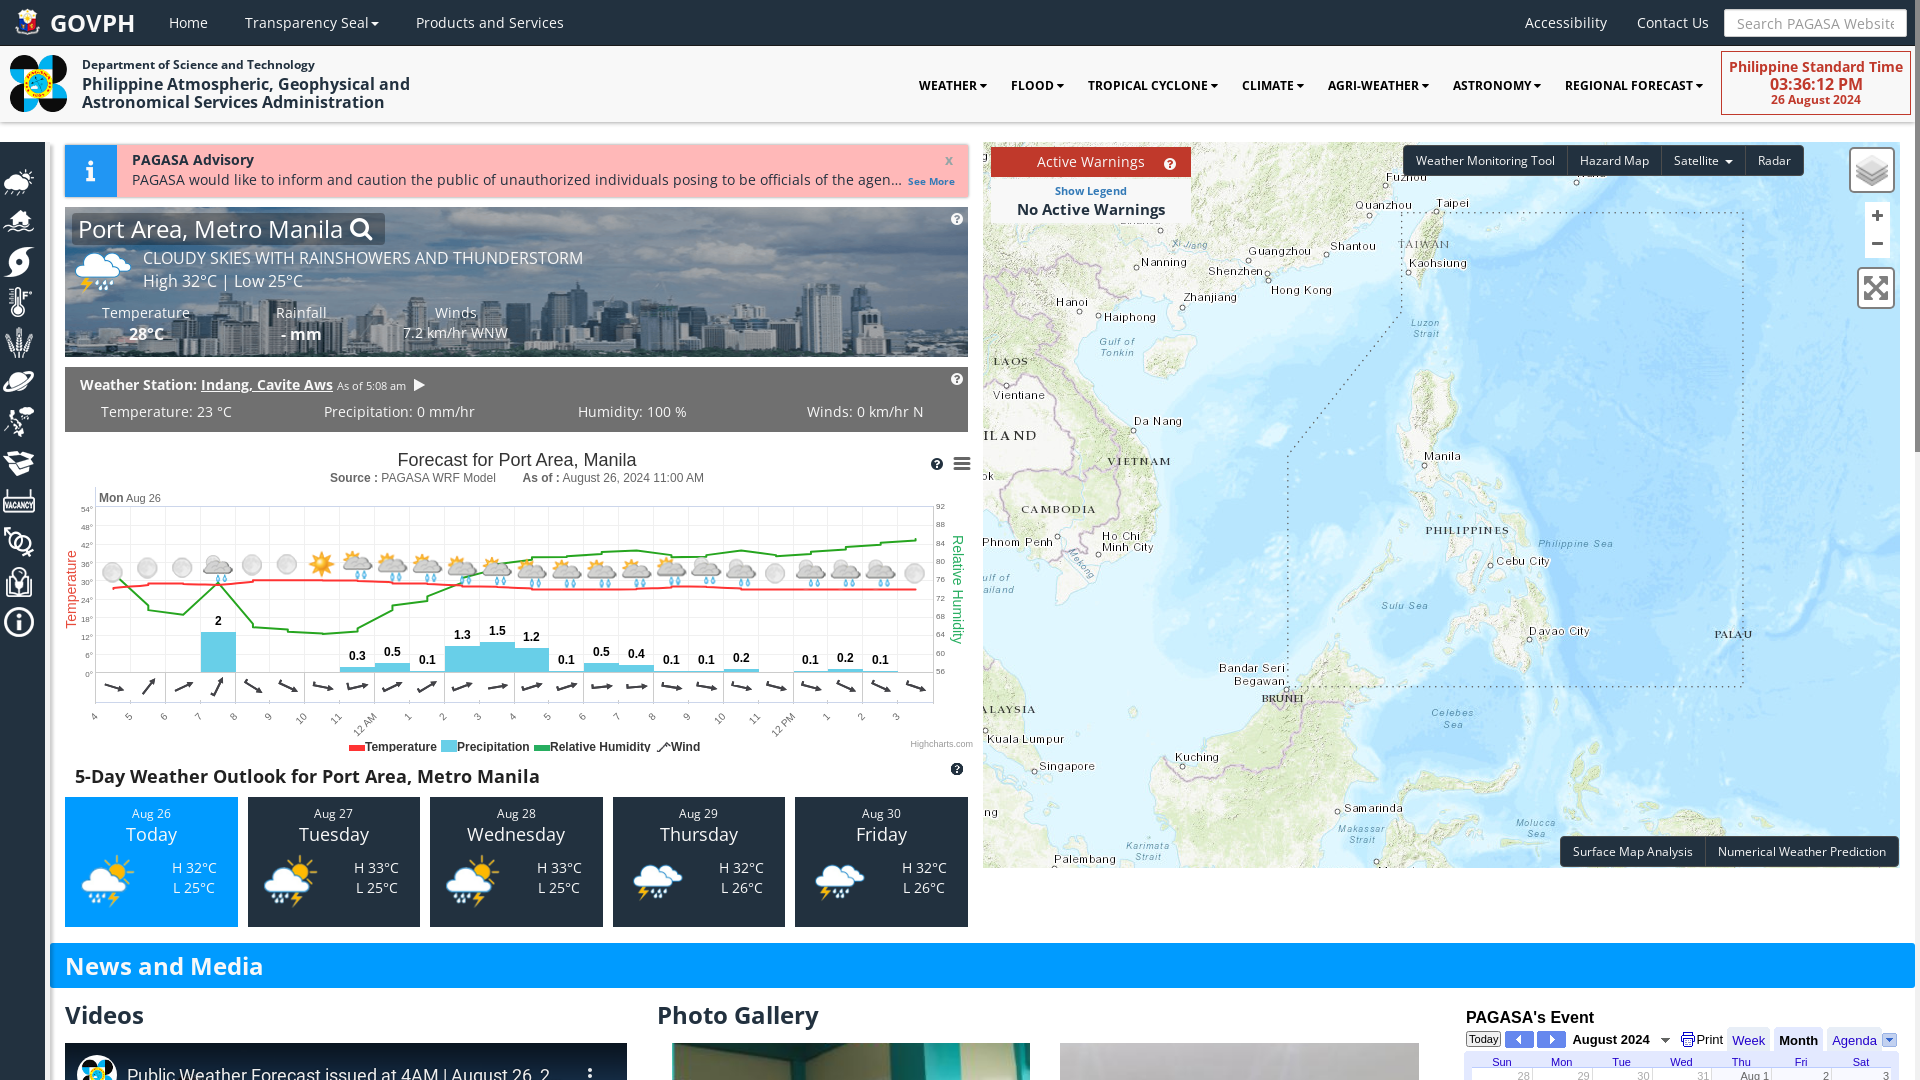 GOVPH
Home
Transparency Seal
Products and Services
Accessibility
Contact Us
Search PAGASA Website
Department of Science and Technology
Philippine Atmospheric, Geophysical and
Astronomical Services Administration
WEATHER
FLOOD
TROPICAL CYCLONE
CLIMATE
AGRI-WEATHER
ASTRONOMY
REGIONAL FORECAST
Philippine Standard Time
03:36:12 PM
26 August 2024
VACANCY
PAGASA Advisory
x
PAGASA would like to inform and caution the public of unauthorized individuals posing to be officials of the agen... See More
Port Area, Metro Manila
CLOUDY SKIES WITH RAINSHOWERS AND THUNDERSTORM
High 32°C | Low 25°C
Temperature
28°C
Rainfall
- mm
Winds
7.2 km/hr WNW
Weather Station: Indang, Cavite Aws As of 5:08 am
Temperature: 23 °C
Precipitation: 0 mm/hr
Humidity: 100 %
Winds: 0 km/hr N
Forecast for Port Area, Manila
Source : PAGASA WRF Model As of : August 26, 2024 11:00 AM
Mon Aug 26
Temperature
54°
48°
42°
36°
30°
24°
18°
12°
6°
0°
92
88
84
80
76
72
68
64
60
56
Relative Humidity
2 0.3 0.5 0.1 1.3 1.5 1.2 0.1 0.5 0.4 0.1 0.1 0.2 0.1 0.2 0.1
4 5 6 7 8 9 10 11 12 AM 1 2 3 4 5 6 7 8 9 10 11 12 PM 1 2 3
Temperature Precipitation Relative Humidity Wind
Highcharts.com
5-Day Weather Outlook for Port Area, Metro Manila
Aug 26
Today
H 32°C
L 25°C
Aug 27
Tuesday
H 33°C
L 25°C
Aug 28
Wednesday
H 33°C
L 25°C
Aug 29
Thursday
H 32°C
L 26°C
Aug 30
Friday
H 32°C
L 26°C
Active Warnings
Show Legend
No Active Warnings
Weather Monitoring Tool
Hazard Map
Satellite
Radar
+
−
Fuzhou
Quanzhou
Taipei
Xi Jiang
Guangzhou
Shantou
TAIWAN
Nanning
Shenzhen
Kaohsiung
Hong Kong
Hanoi
Zhanjiang
Haiphong
Luzon
Strait
Gulf of
Tonkin
LAOS
Vientiane
Da Nang
ILAND
VIETNAM
Manila
CAMBODIA
PHILIPPINES
Phnom Penh
Ho Chi
Minh City
Mekong
Philippine Sea
Cebu City
Sulu Sea
Davao City
PALAU
Bandar Seri
Begawan
BRUNEI
ALAYSIA
Celebes
Sea
Kuala Lumpur
Kuching
Singapore
Samarinda
Makassar
Strait
Molucca
Sea
Karimata
Strait
Palembang
Surface Map Analysis
Numerical Weather Prediction
News and Media
Videos
Public Weather Forecast issued at 4AM | August 26, 2
Photo Gallery
PAGASA's Event
Today
August 2024
Print
Week
Month
Agenda
Sun Mon Tue Wed Thu Fri Sat
28 29 30 31 Aug 1 2 3